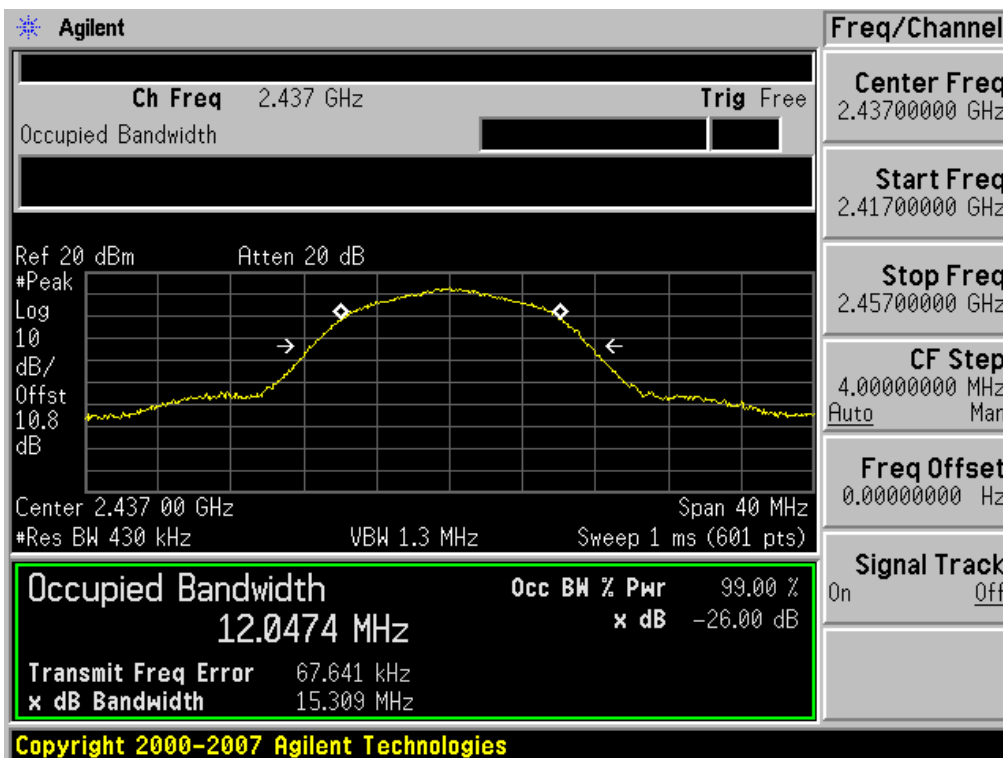 Agilent
Ch Freq 2.437 GHz Trig Free
Occupied Bandwidth
Ref 20 dBm Atten 20 dB
#Peak
Log
10
dB/
Offst
10.8
dB
Center 2.437 00 GHz Span 40 MHz
#Res BW 430 kHz VBW 1.3 MHz Sweep 1 ms (601 pts)
Occupied Bandwidth
12.0474 MHz
Occ BW % Pwr 99.00 %
x dB -26.00 dB
Transmit Freq Error 67.641 kHz
x dB Bandwidth 15.309 MHz
Copyright 2000-2007 Agilent Technologies
Freq/Channel
Center Freq
2.43700000 GHz
Start Freq
2.41700000 GHz
Stop Freq
2.45700000 GHz
CF Step
4.00000000 MHz
Auto Man
Freq Offset
0.00000000 Hz
Signal Track
On Off